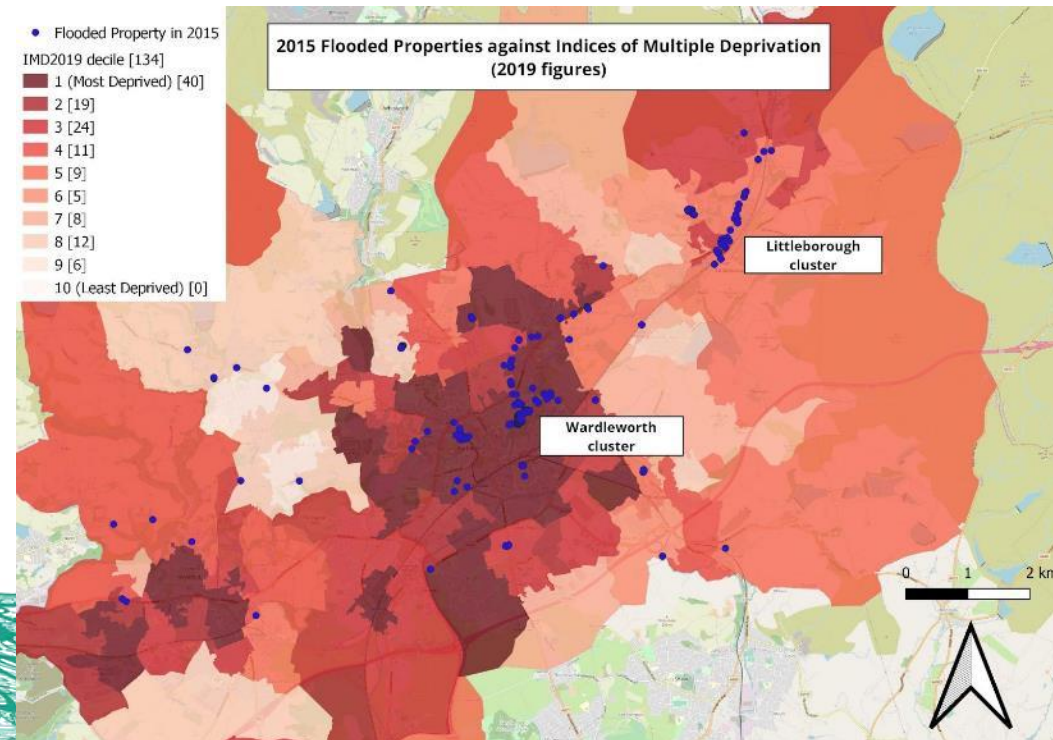 2015 Flooded Properties against Indices of Multiple Deprivation
(2019 figures)
Flooded Property in 2015
IMD2019 decile [134]
1 (Most Deprived) [40]
2 [19]
3 [24]
4 [11]
5 [9]
6 [5]
7 [8]
8 [12]
9 [6]
10 (Least Deprived) [0]
Littleborough
cluster
Wardleworth
cluster
0 1 2 km